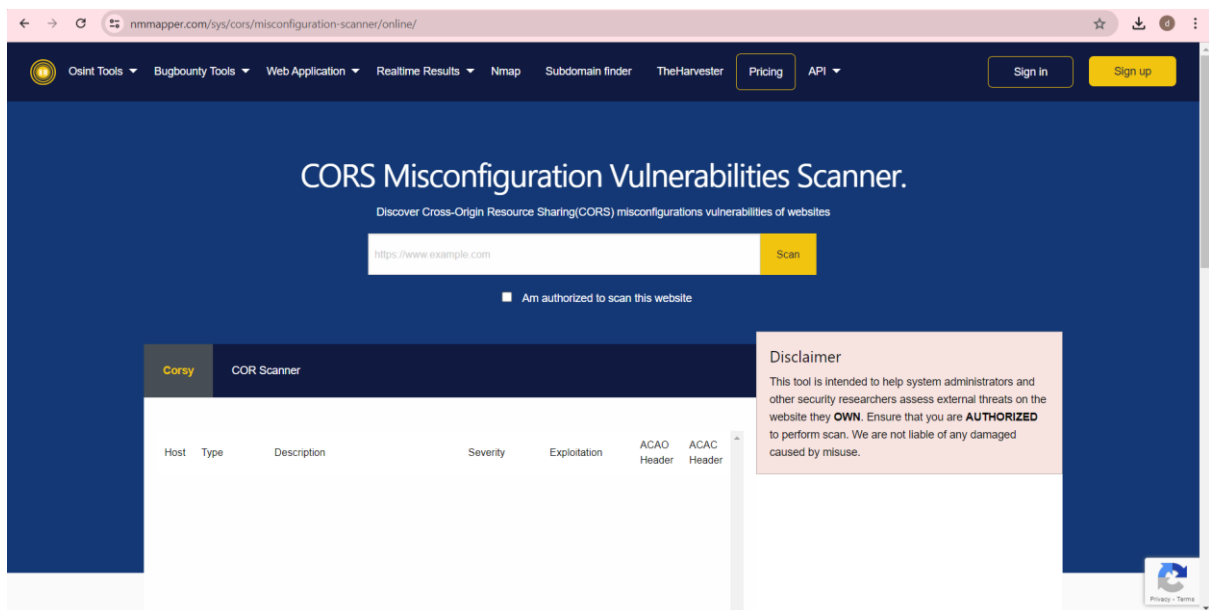 nmmapper.com/sys/cors/misconfiguration-scanner/online/
d
Osint Tools Bugbounty Tools Web Application Realtime Results Nmap Subdomain finder TheHarvester Pricing API Sign in Sign up
CORS Misconfiguration Vulnerabilities Scanner.
Discover Cross-Origin Resource Sharing(CORS) misconfigurations vulnerabilities of websites
https://www.example.com Scan
Am authorized to scan this website
Corsy COR Scanner
Host Type Description Severity Exploitation ACAO Header ACAC Header
Disclaimer
This tool is intended to help system administrators and
other security researchers assess external threats on the
website they OWN. Ensure that you are AUTHORIZED
to perform scan. We are not liable of any damaged
caused by misuse.
Privacy - Terms